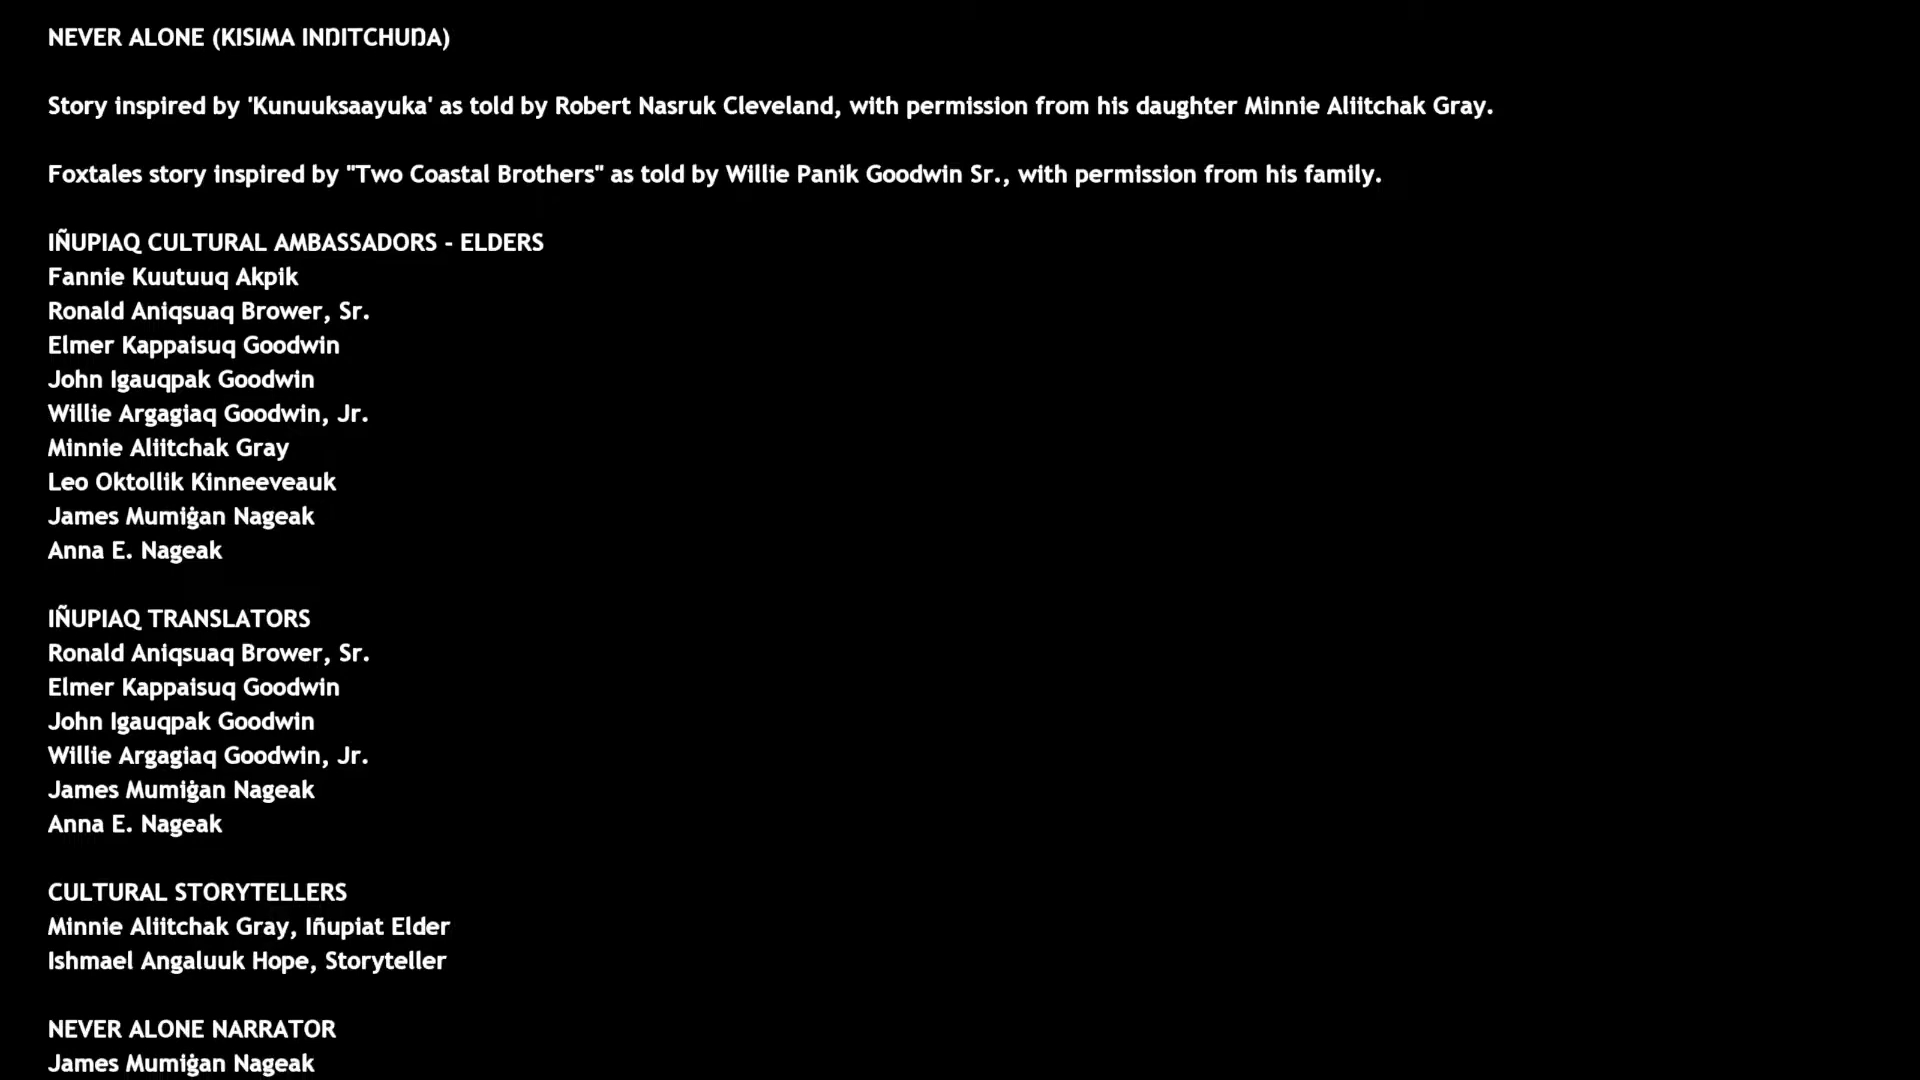 NEVER ALONE (KISIMA INŊITCHUŊA)
Story inspired by 'Kunuuksaayuka' as told by Robert Nasruk Cleveland, with permission from his daughter Minnie Aliitchak Gray.
Foxtales story inspired by "Two Coastal Brothers" as told by Willie Panik Goodwin Sr., with permission from his family.
IÑUPIAQ CULTURAL AMBASSADORS - ELDERS
Fannie Kuutuuq Akpik
Ronald Aniqsuaq Brower, Sr.
Elmer Kappaisuq Goodwin
John Igauqpak Goodwin
Willie Argagiaq Goodwin, Jr.
Minnie Aliitchak Gray
Leo Oktollik Kinneeveauk
James Mumiġan Nageak
Anna E. Nageak
IÑUPIAQ TRANSLATORS
Ronald Aniqsuaq Brower, Sr.
Elmer Kappaisuq Goodwin
John Igauqpak Goodwin
Willie Argagiaq Goodwin, Jr.
James Mumiġan Nageak
Anna E. Nageak
CULTURAL STORYTELLERS
Minnie Aliitchak Gray, Iñupiat Elder
Ishmael Angaluuk Hope, Storyteller
NEVER ALONE NARRATOR
James Mumiġan Nageak